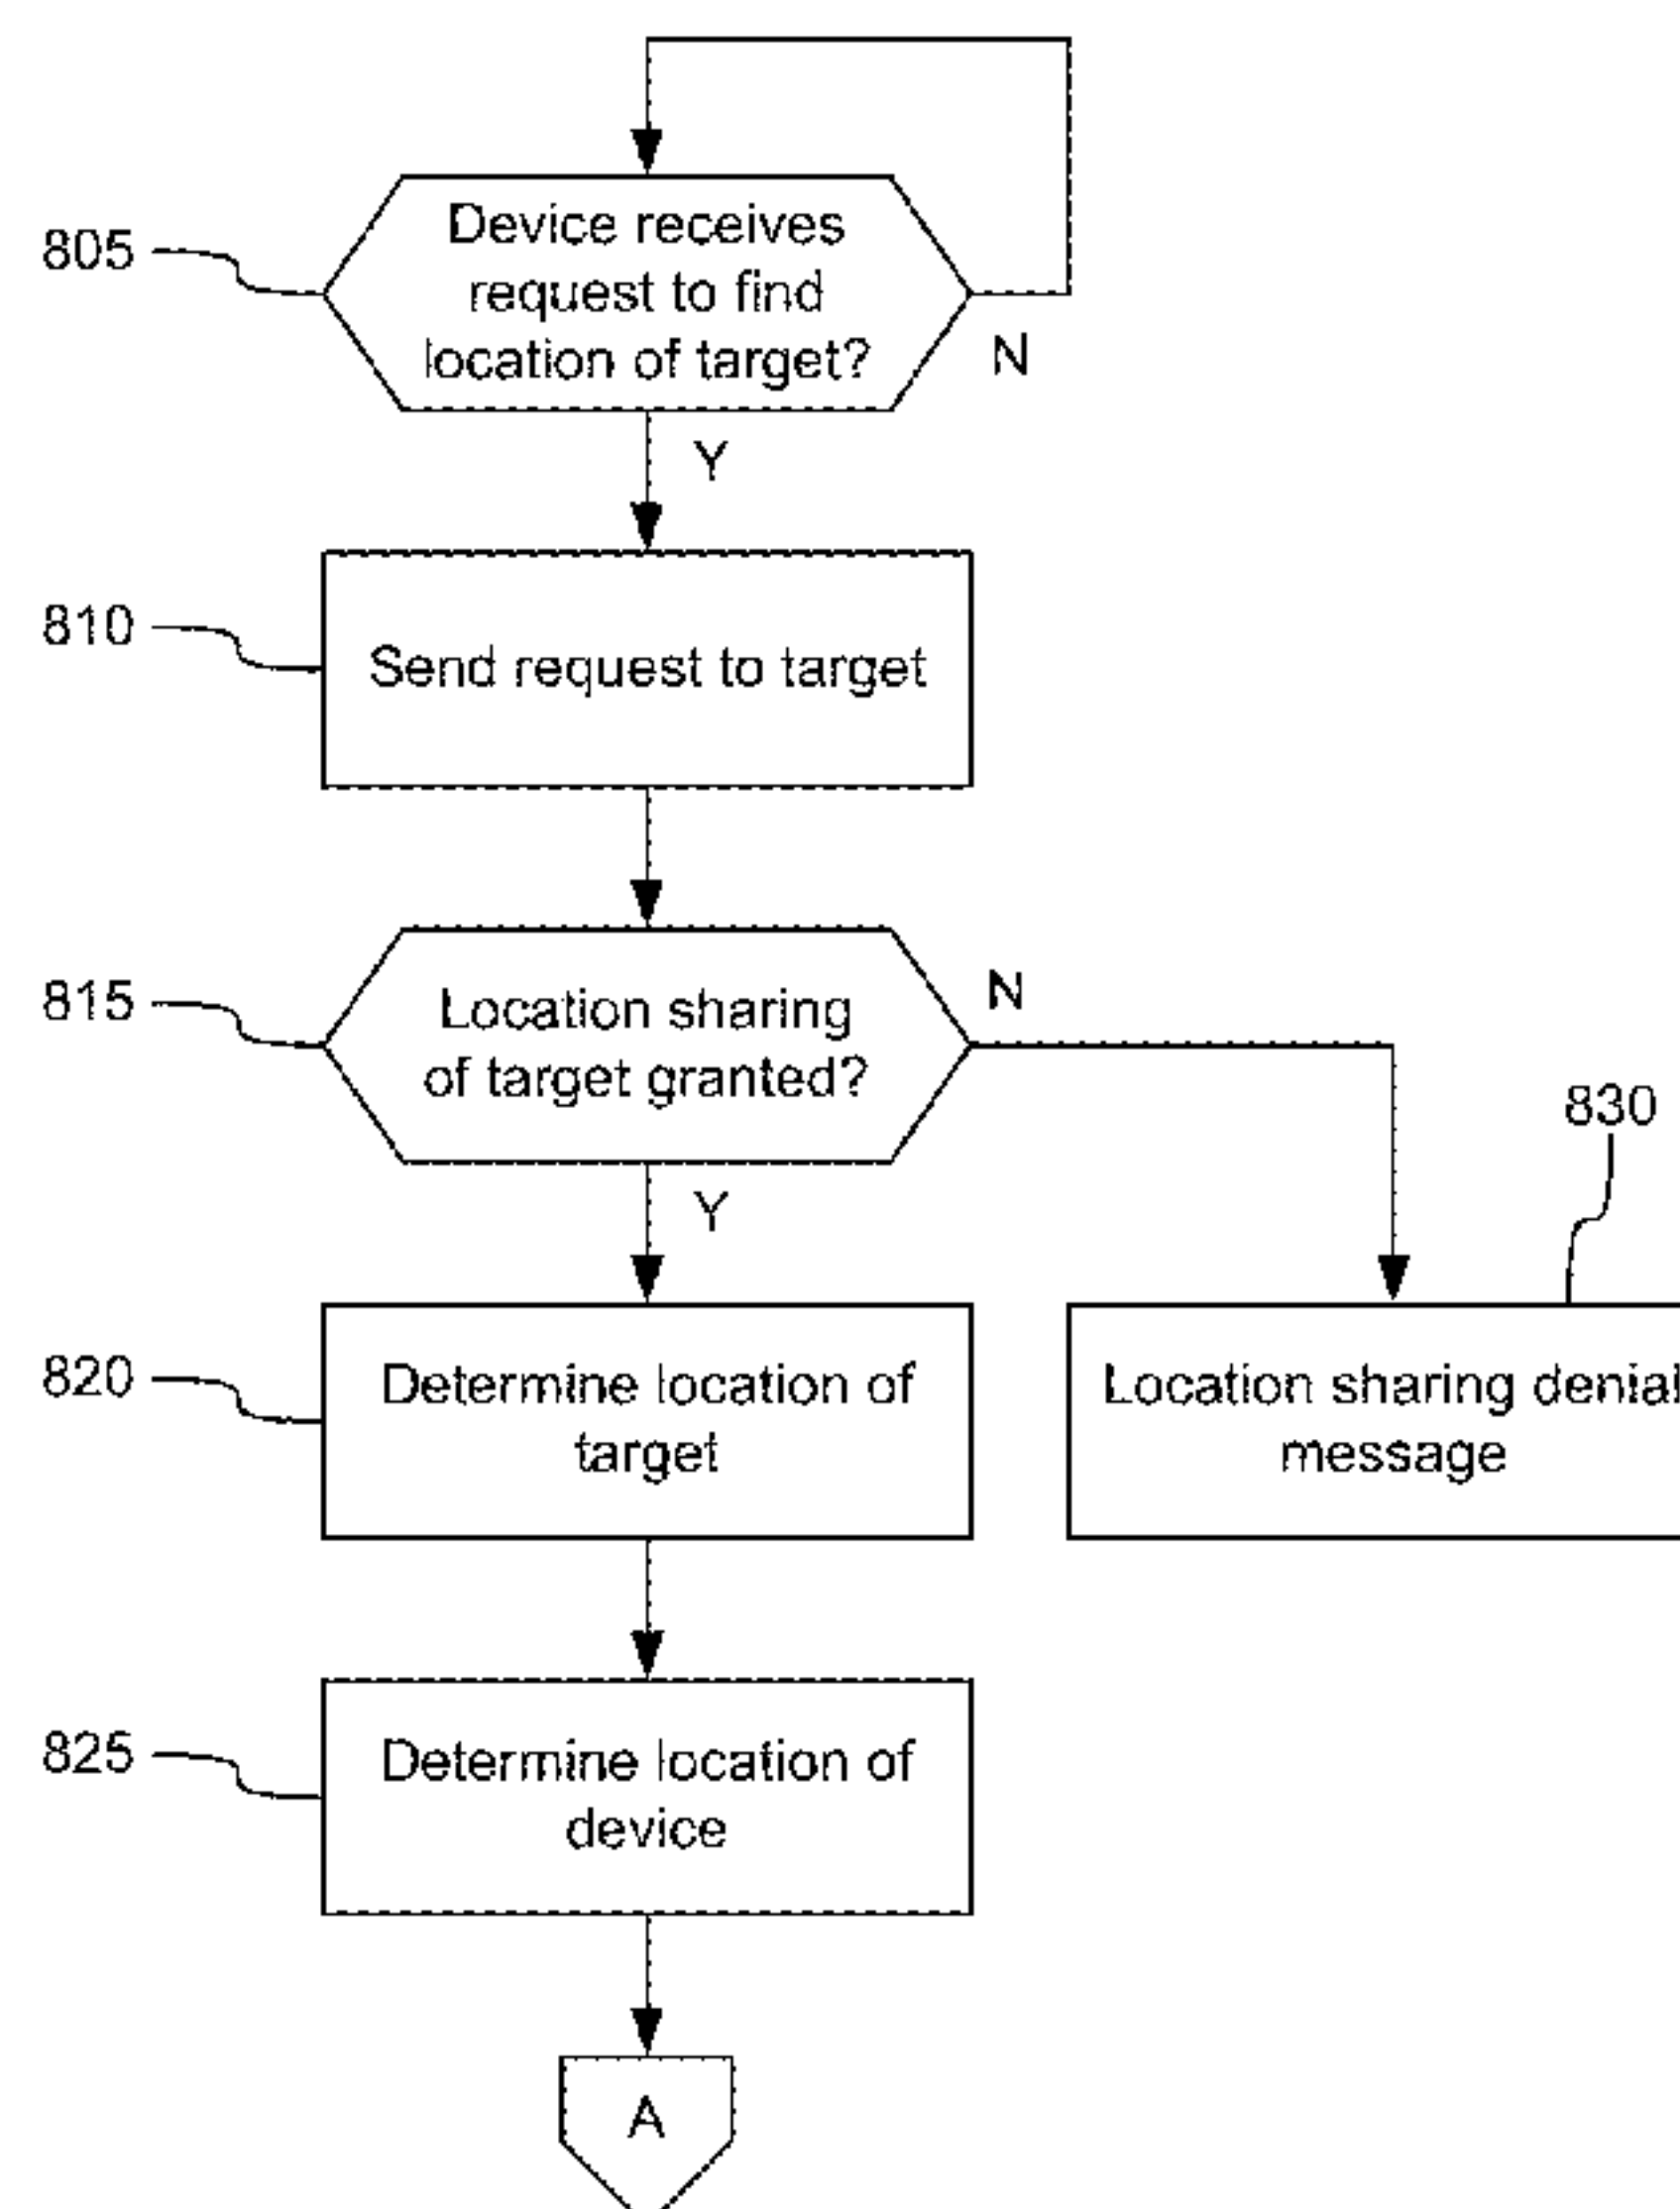 805
Device receives
request to find
location of target?
N
Y
810
Send request to target
815
Location sharing
of target granted?
N
Y
830
820
Determine location of
target
Location sharing denial
message
825
Determine location of
device
A